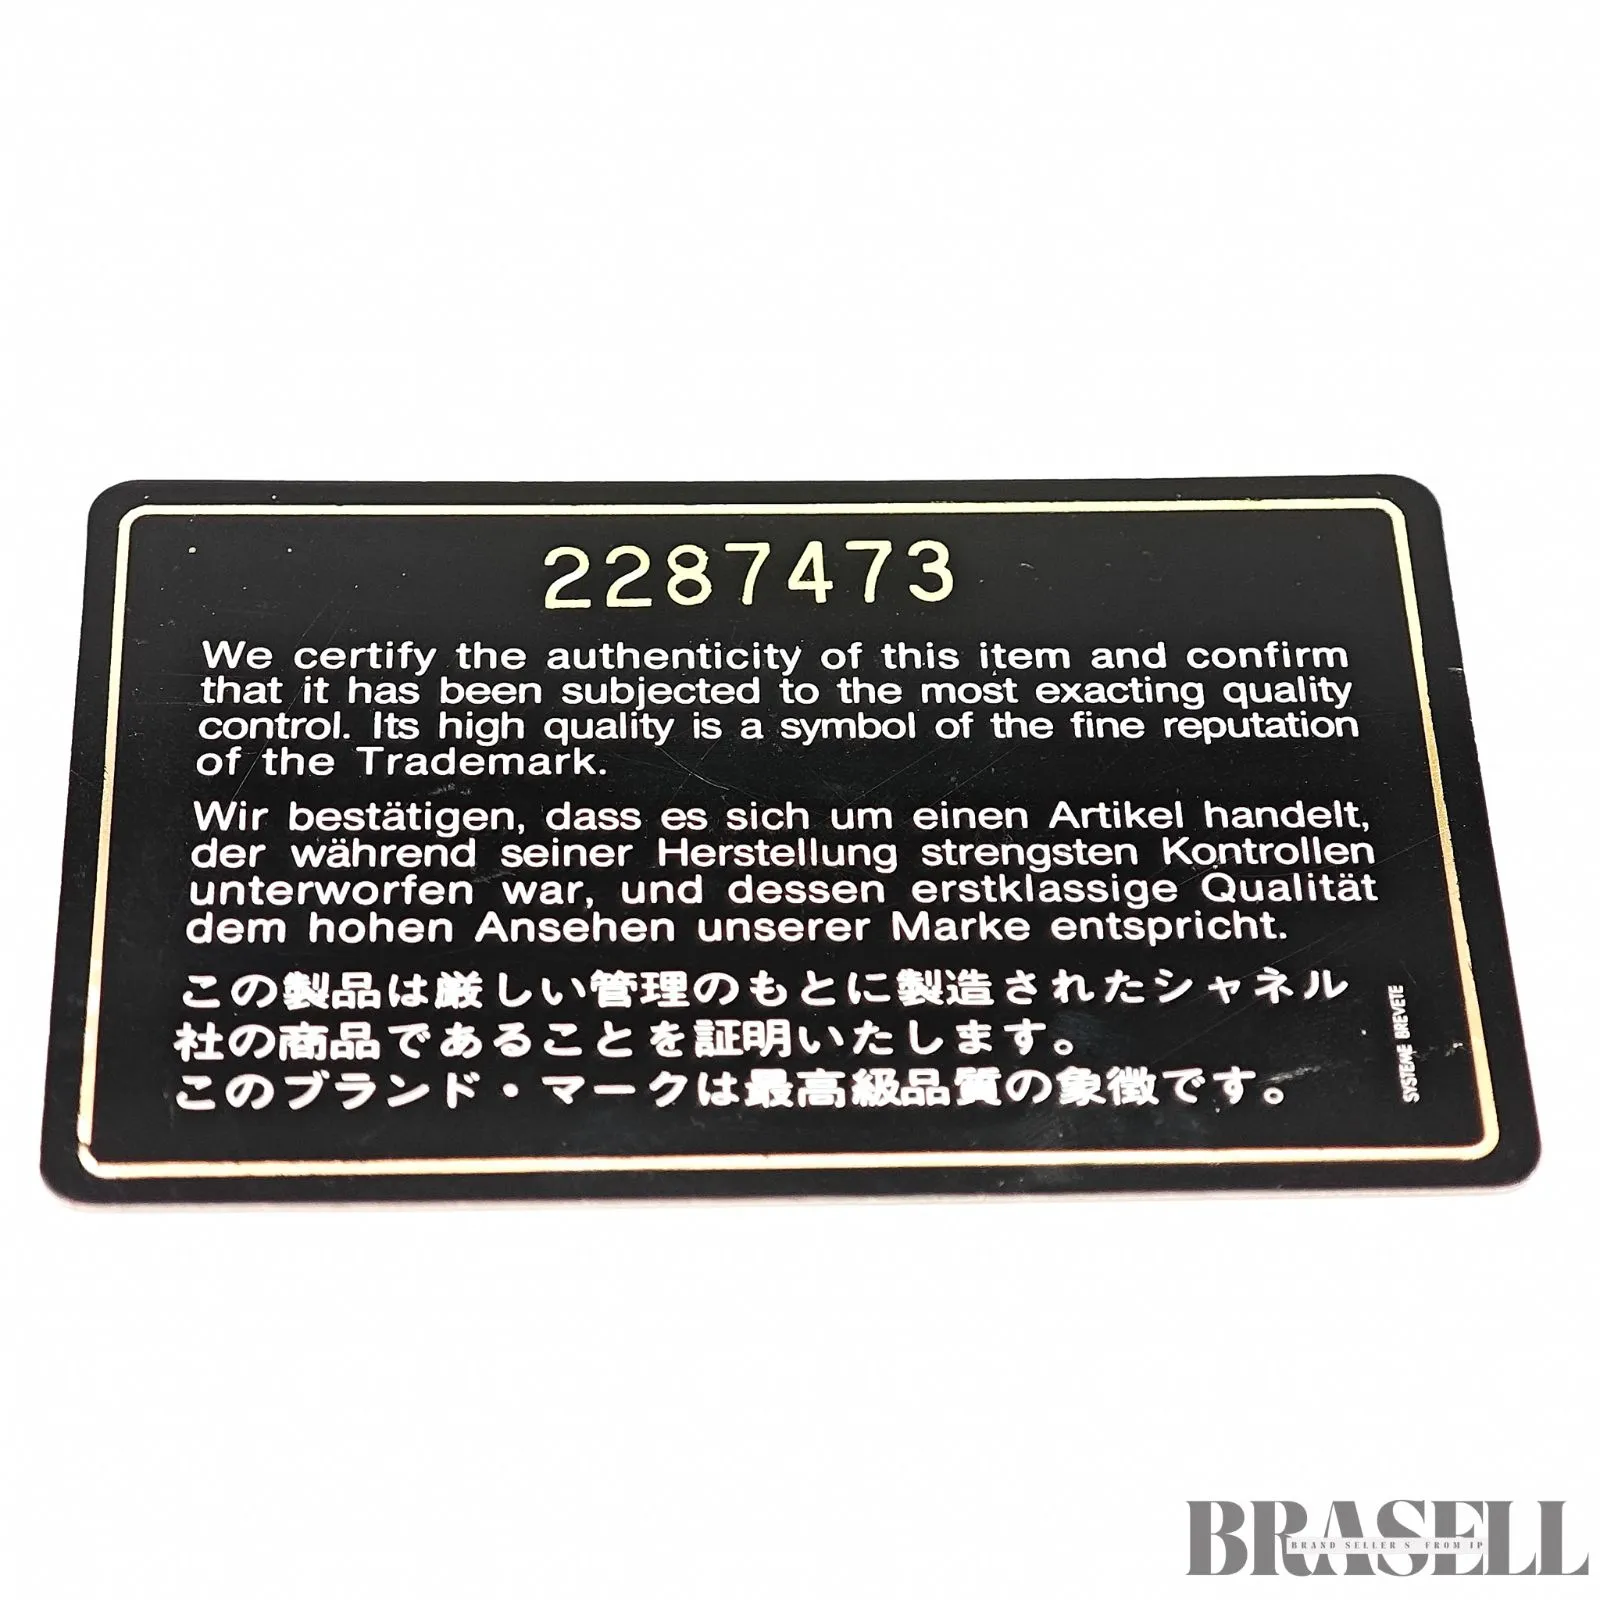 2287473
We certify the authenticity of this item and confirm
that it has been subjected to the most exacting quality
control. Its high quality is a symbol of the fine reputation
of the Trademark.
Wir bestätigen, dass es sich um einen Artikel handelt,
der während seiner Herstellung strengsten Kontrollen
unterworfen war, und dessen erstklassige Qualität
dem hohen Ansehen unserer Marke entspricht.
この製品は厳しい管理のもとに製造されたシャネル
社の商品であることを証明いたします。
このブランド・マークは最高級品質の象徴です。
SYSTEME BREVETE
BRASELL
BRAND SELLER S FROM JP